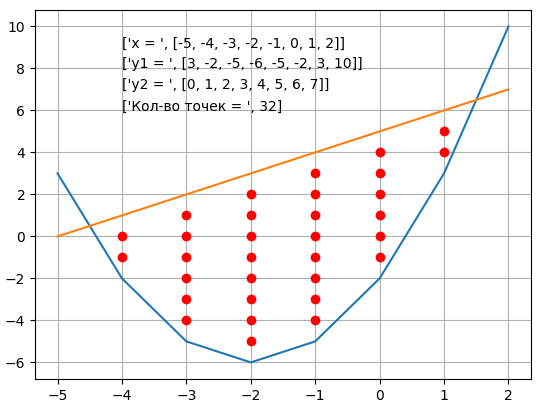 ['x = ', [-5, -4, -3, -2, -1, 0, 1, 2]]
['y1 = ', [3, -2, -5, -6, -5, -2, 3, 10]]
['y2 = ', [0, 1, 2, 3, 4, 5, 6, 7]]
['Кол-во точек = ', 32]
10
8
6
4
2
0
−2
−4
−6
−5 −4 −3 −2 −1 0 1 2